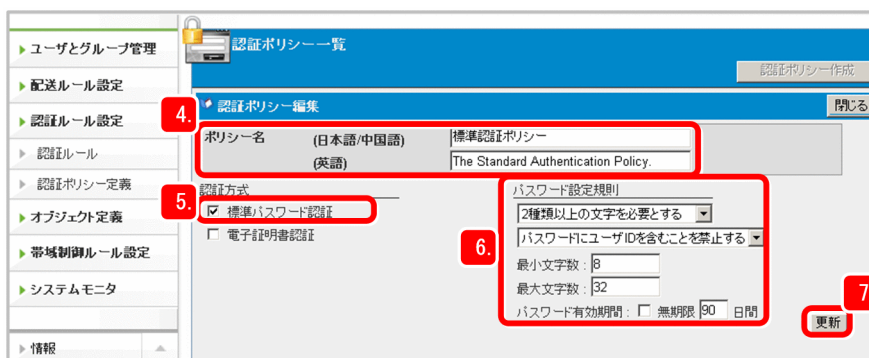 ユーザとグループ管理
配送ルール設定
認証ルール設定
認証ルール
認証ポリシー定義
オブジェクト定義
帯域制御ルール設定
システムモニタ
情報
認証ポリシー一覧
認証ポリシー作成
認証ポリシー編集
閉じる
4.
ポリシー名 (日本語/中国語) 標準認証ポリシー
(英語) The Standard Authentication Policy.
認証方式
5.
標準パスワード認証
電子証明書認証
6.
パスワード設定規則
2種類以上の文字を必要とする
パスワードにユーザIDを含むことを禁止する
最小文字数 : 8
最大文字数 : 32
パスワード有効期間 : 無期限 90 日間
7
更新